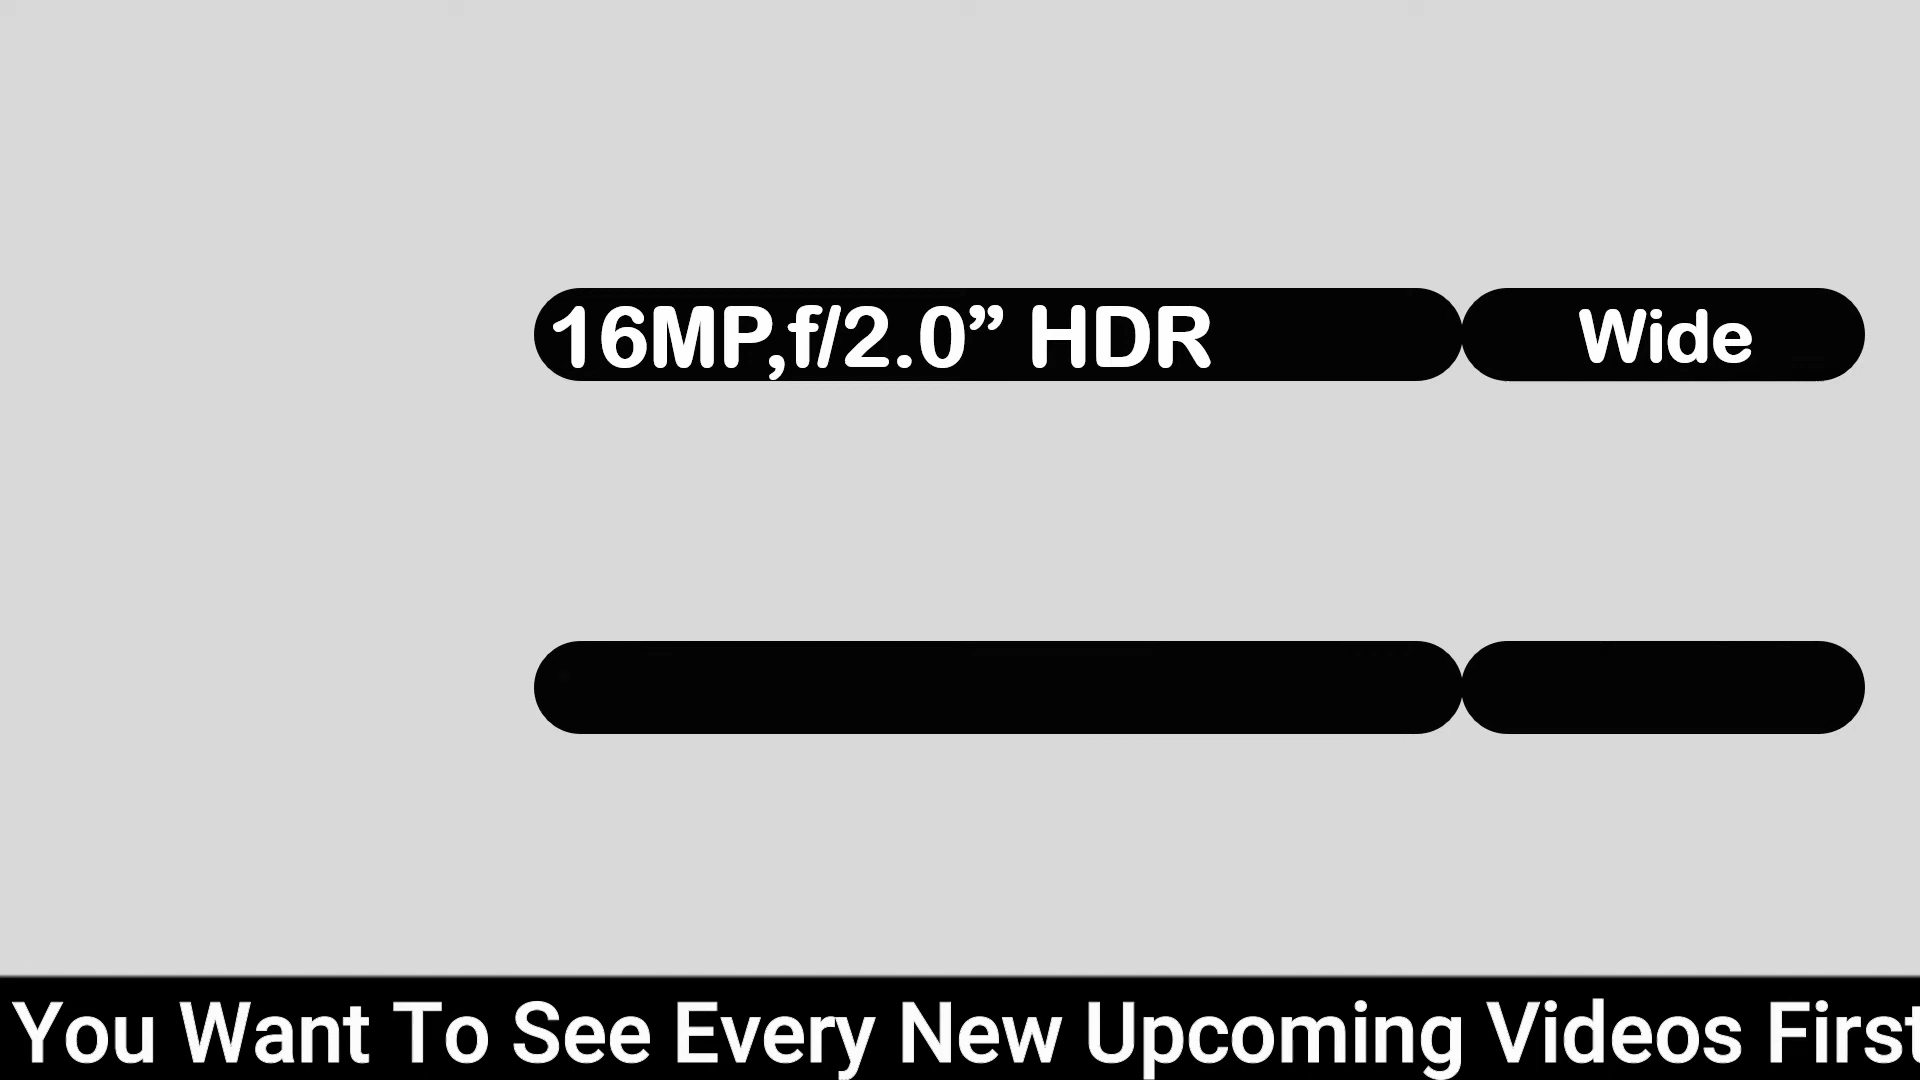 16MP,f/2.0” HDR
Wide
You Want To See Every New Upcoming Videos First